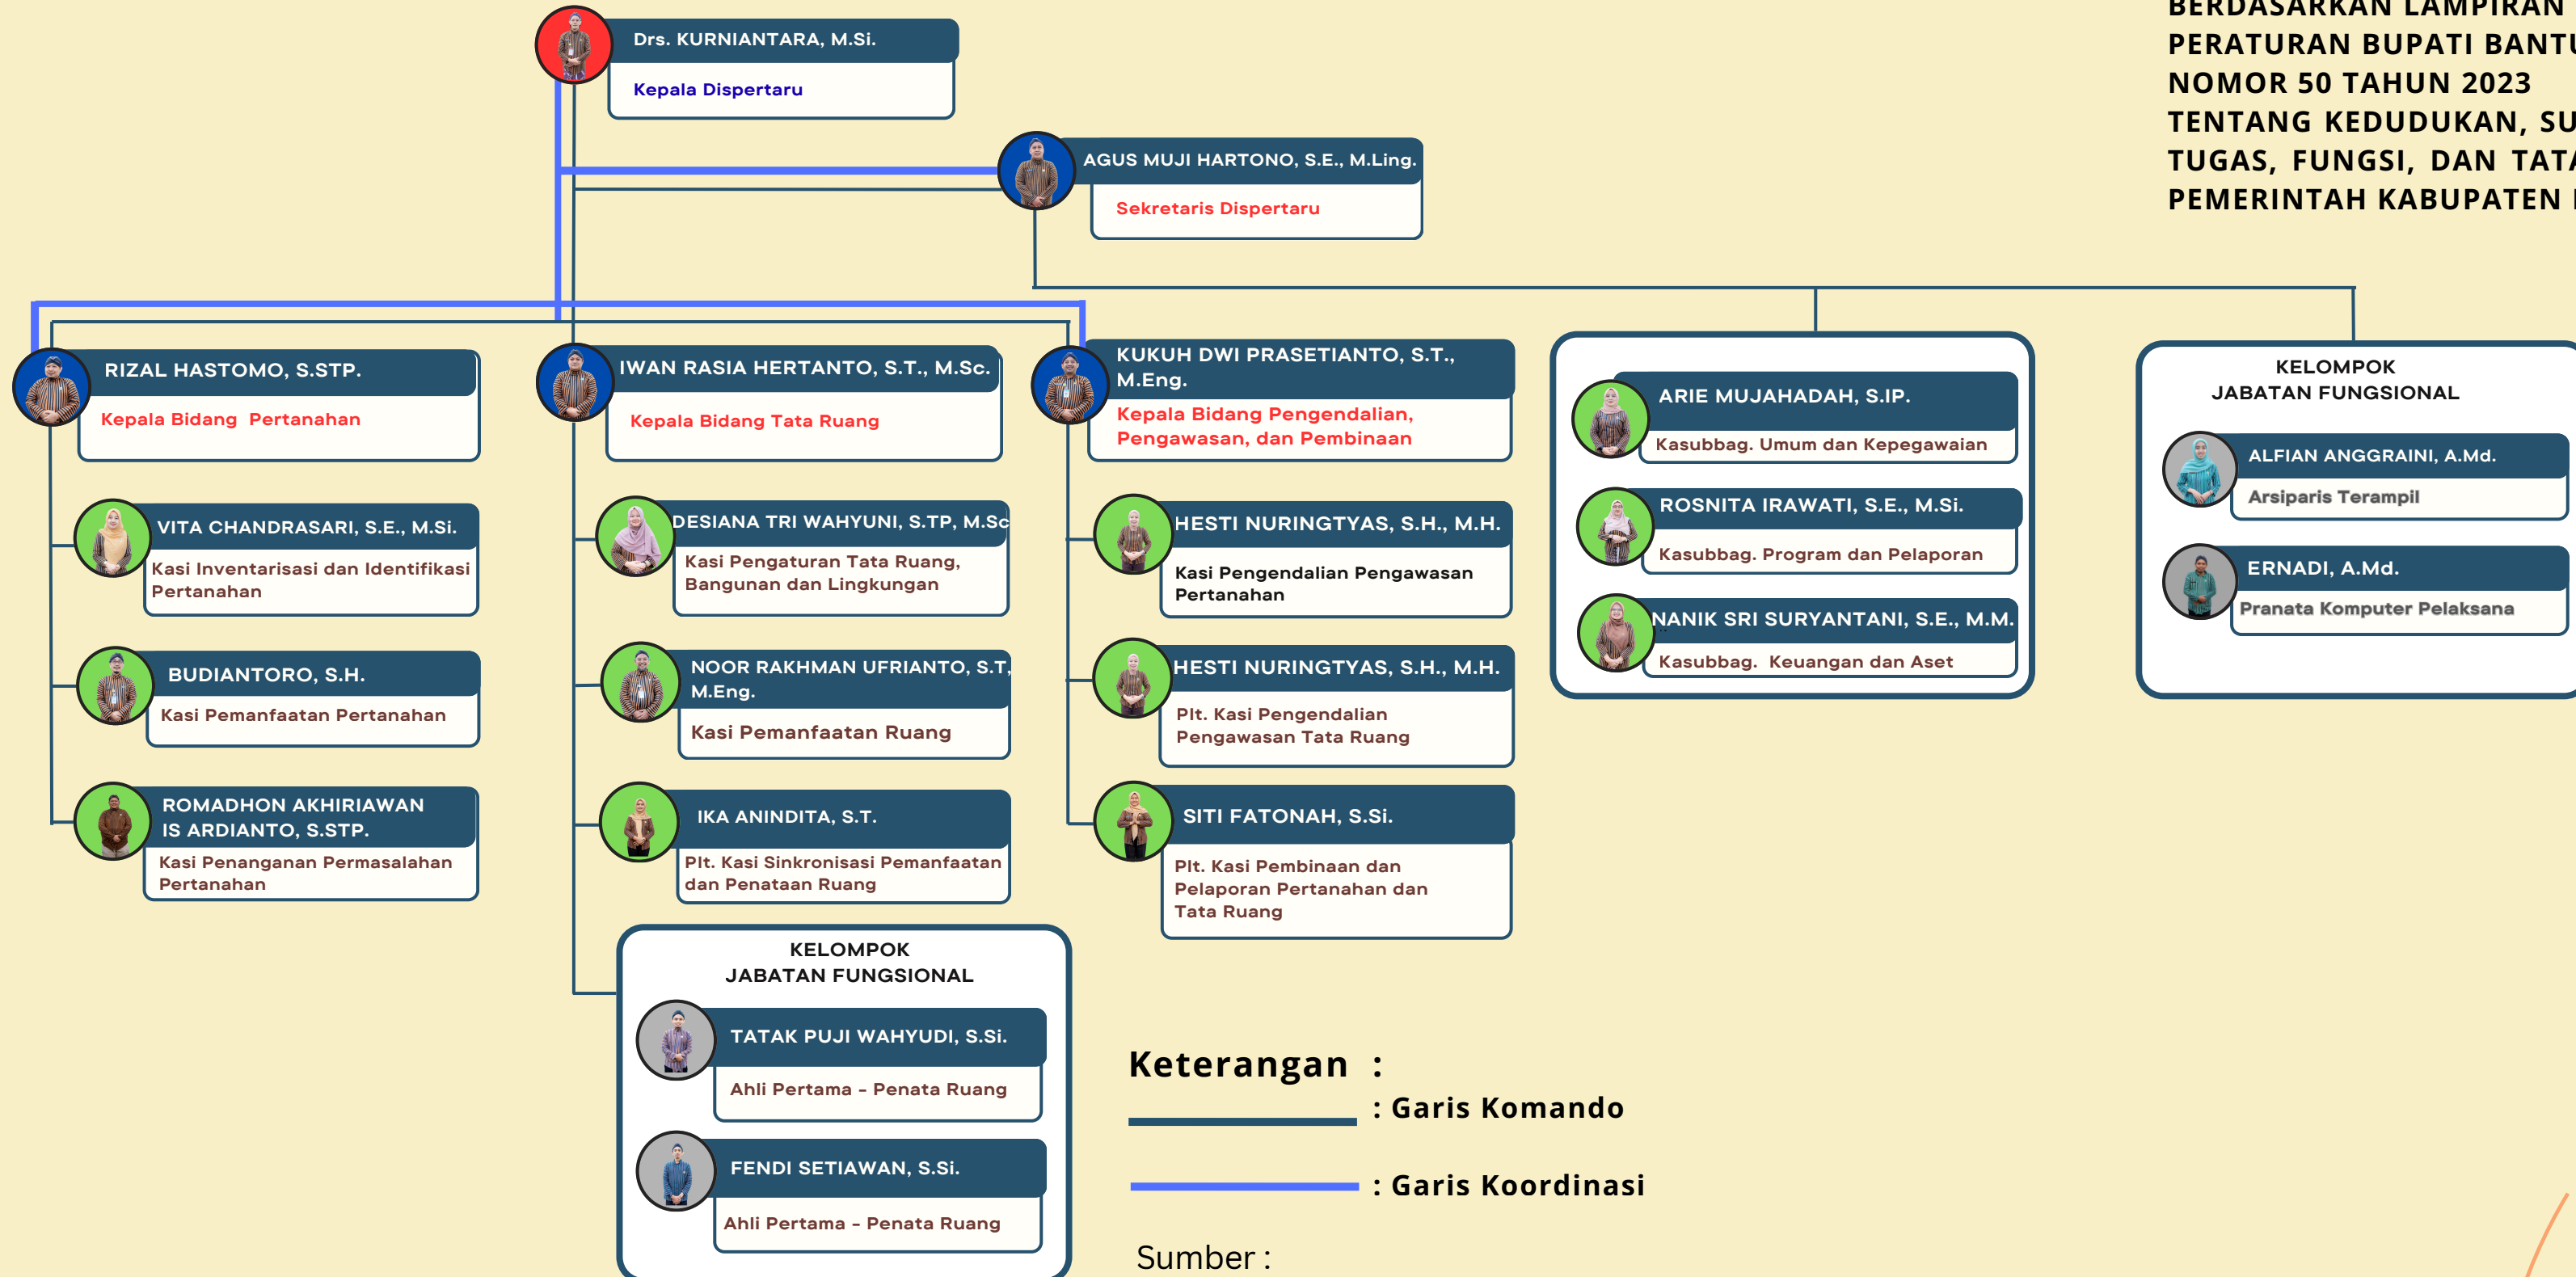 BERDASARKAN LAMPIRAN
PERATURAN BUPATI
NOMOR 50 TAHUN 2023
TENTANG KEDUDUKAN,
TUGAS, FUNGSI, DAN
PEMERINTAH KABUPATEN
Drs. KURNIANTARA, M.Si.
Kepala Dispertaru
AGUS MUJI HARTONO, S.E., M.Ling.
Sekretaris Dispertaru
RIZAL HASTOMO, S.STP.
Kepala Bidang Pertanahan
VITA CHANDRASARI, S.E., M.Si.
Kasi Inventarisasi dan Identifikasi
Pertanahan
BUDIANTORO, S.H.
Kasi Pemanfaatan Pertanahan
ROMADHON AKHIRIAWAN
IS ARDIANTO, S.STP.
Kasi Penanganan Permasalahan
Pertanahan
IWAN RASIA HERTANTO, S.T., M.Sc.
Kepala Bidang Tata Ruang
DESIANA TRI WAHYUNI, S.TP, M.Sc
Kasi Pengaturan Tata Ruang,
Bangunan dan Lingkungan
NOOR RAKHMAN UFRIANTO, S.T,
M.Eng.
Kasi Pemanfaatan Ruang
IKA ANINDITA, S.T.
Plt. Kasi Sinkronisasi Pemanfaatan
dan Penataan Ruang
KELOMPOK
JABATAN FUNGSIONAL
TATAK PUJI WAHYUDI, S.Si.
Ahli Pertama - Penata Ruang
FENDI SETIAWAN, S.Si.
Ahli Pertama - Penata Ruang
KUKUH DWI PRASETIANTO, S.T.,
M.Eng.
Kepala Bidang Pengendalian,
Pengawasan, dan Pembinaan
HESTI NURINGTYAS, S.H., M.H.
Kasi Pengendalian Pengawasan
Pertanahan
HESTI NURINGTYAS, S.H., M.H.
Plt. Kasi Pengendalian
Pengawasan Tata Ruang
SITI FATONAH, S.Si.
Plt. Kasi Pembinaan dan
Pelaporan Pertanahan dan
Tata Ruang
ARIE MUJAHADAH, S.IP.
Kasubbag. Umum dan Kepegawaian
ROSNITA IRAWATI, S.E., M.Si.
Kasubbag. Program dan Pelaporan
NANIK SRI SURYANTANI, S.E., M.M.
Kasubbag. Keuangan dan Aset
KELOMPOK
JABATAN FUNGSIONAL
ALFIAN ANGGRAINI, A.Md.
Arsiparis Terampil
ERNADI, A.Md.
Pranata Komputer Pelaksana
Keterangan :
: Garis Komando
: Garis Koordinasi
Sumber :